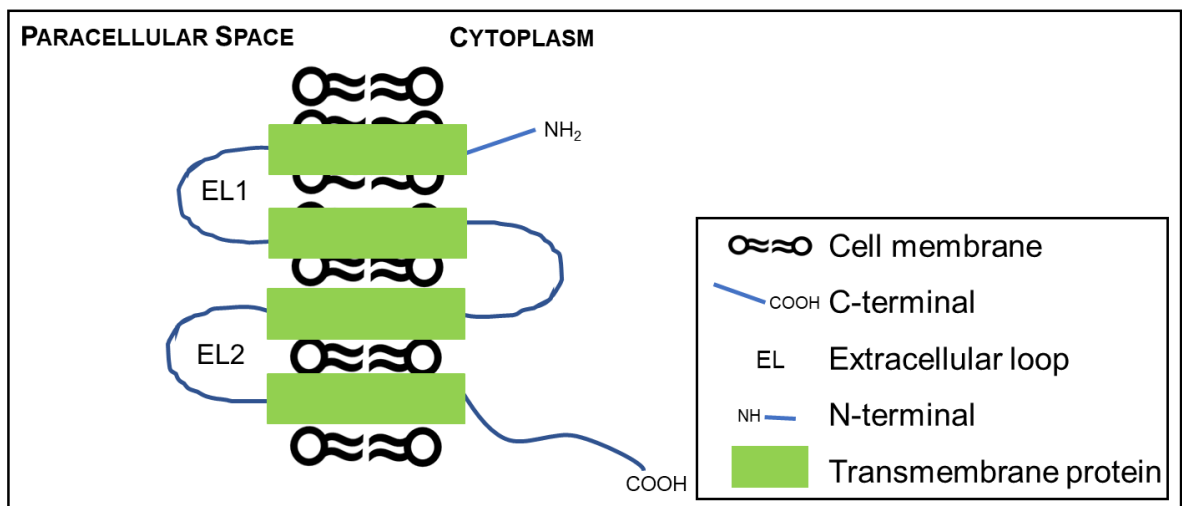 PARACELLULAR SPACE
CYTOPLASM
NH2
EL1
EL2
COOH
Cell membrane
COOH C-terminal
EL Extracellular loop
NH N-terminal
Transmembrane protein